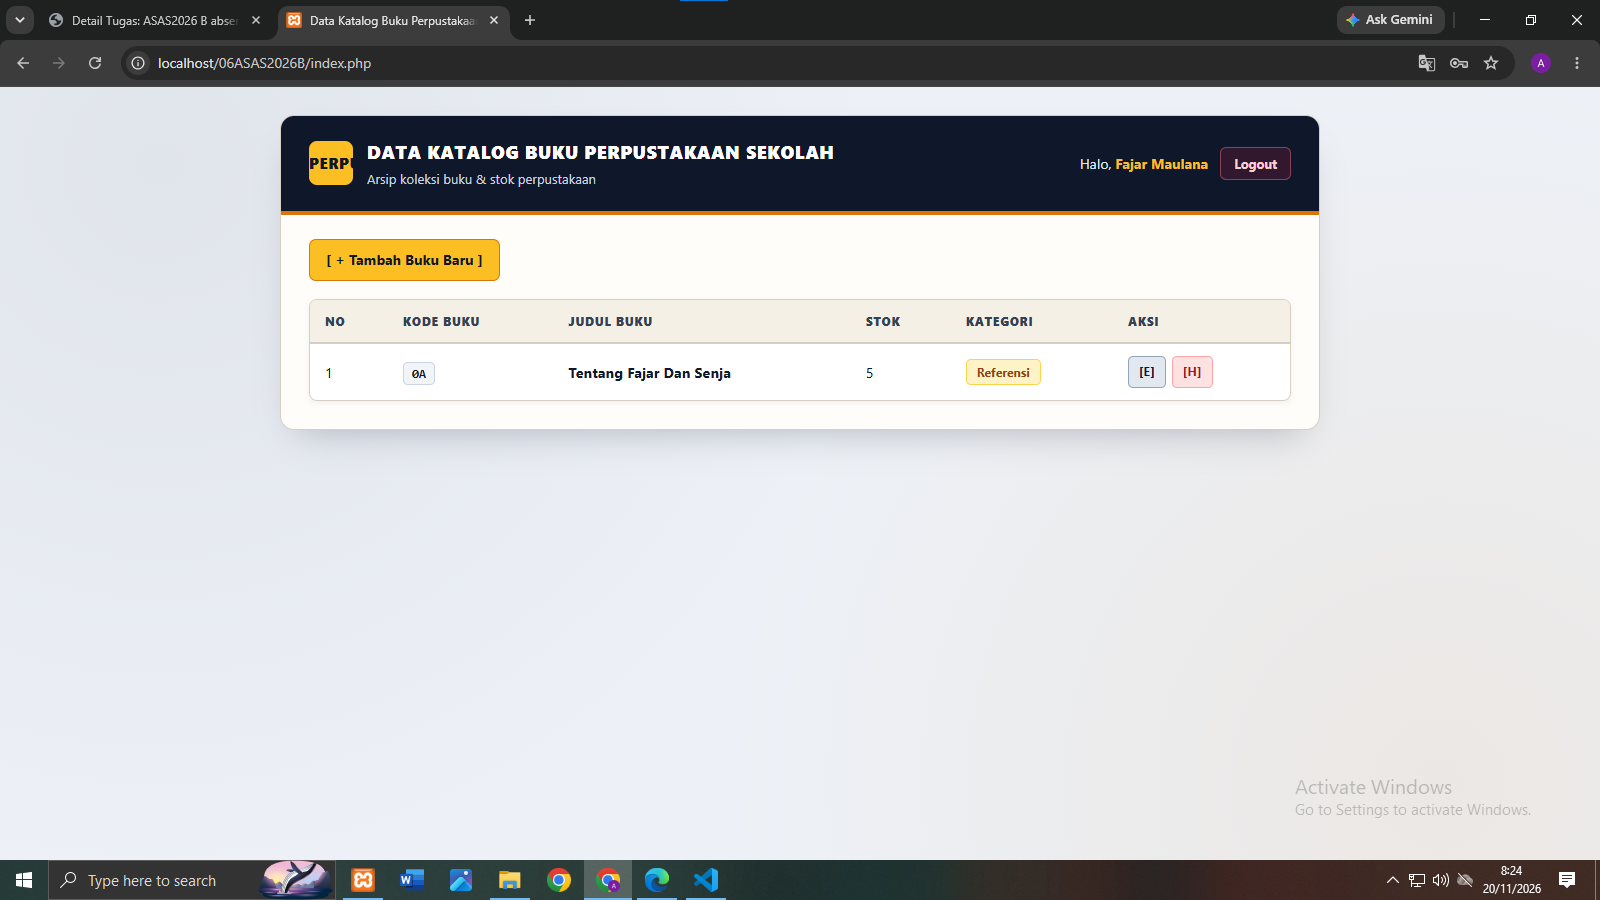 Detail Tugas: ASAS2026 B abse
Data Katalog Buku Perpustakaa
Ask Gemini
localhost/06ASAS2026B/index.php
A
PERPU
DATA KATALOG BUKU PERPUSTAKAAN SEKOLAH
Arsip koleksi buku & stok perpustakaan
Halo, Fajar Maulana
Logout
[ + Tambah Buku Baru ]
NO KODE BUKU JUDUL BUKU STOK KATEGORI AKSI
1 0A Tentang Fajar Dan Senja 5 Referensi [E] [H]
Activate Windows
Go to Settings to activate Windows.
Type here to search
8:24
20/11/2026